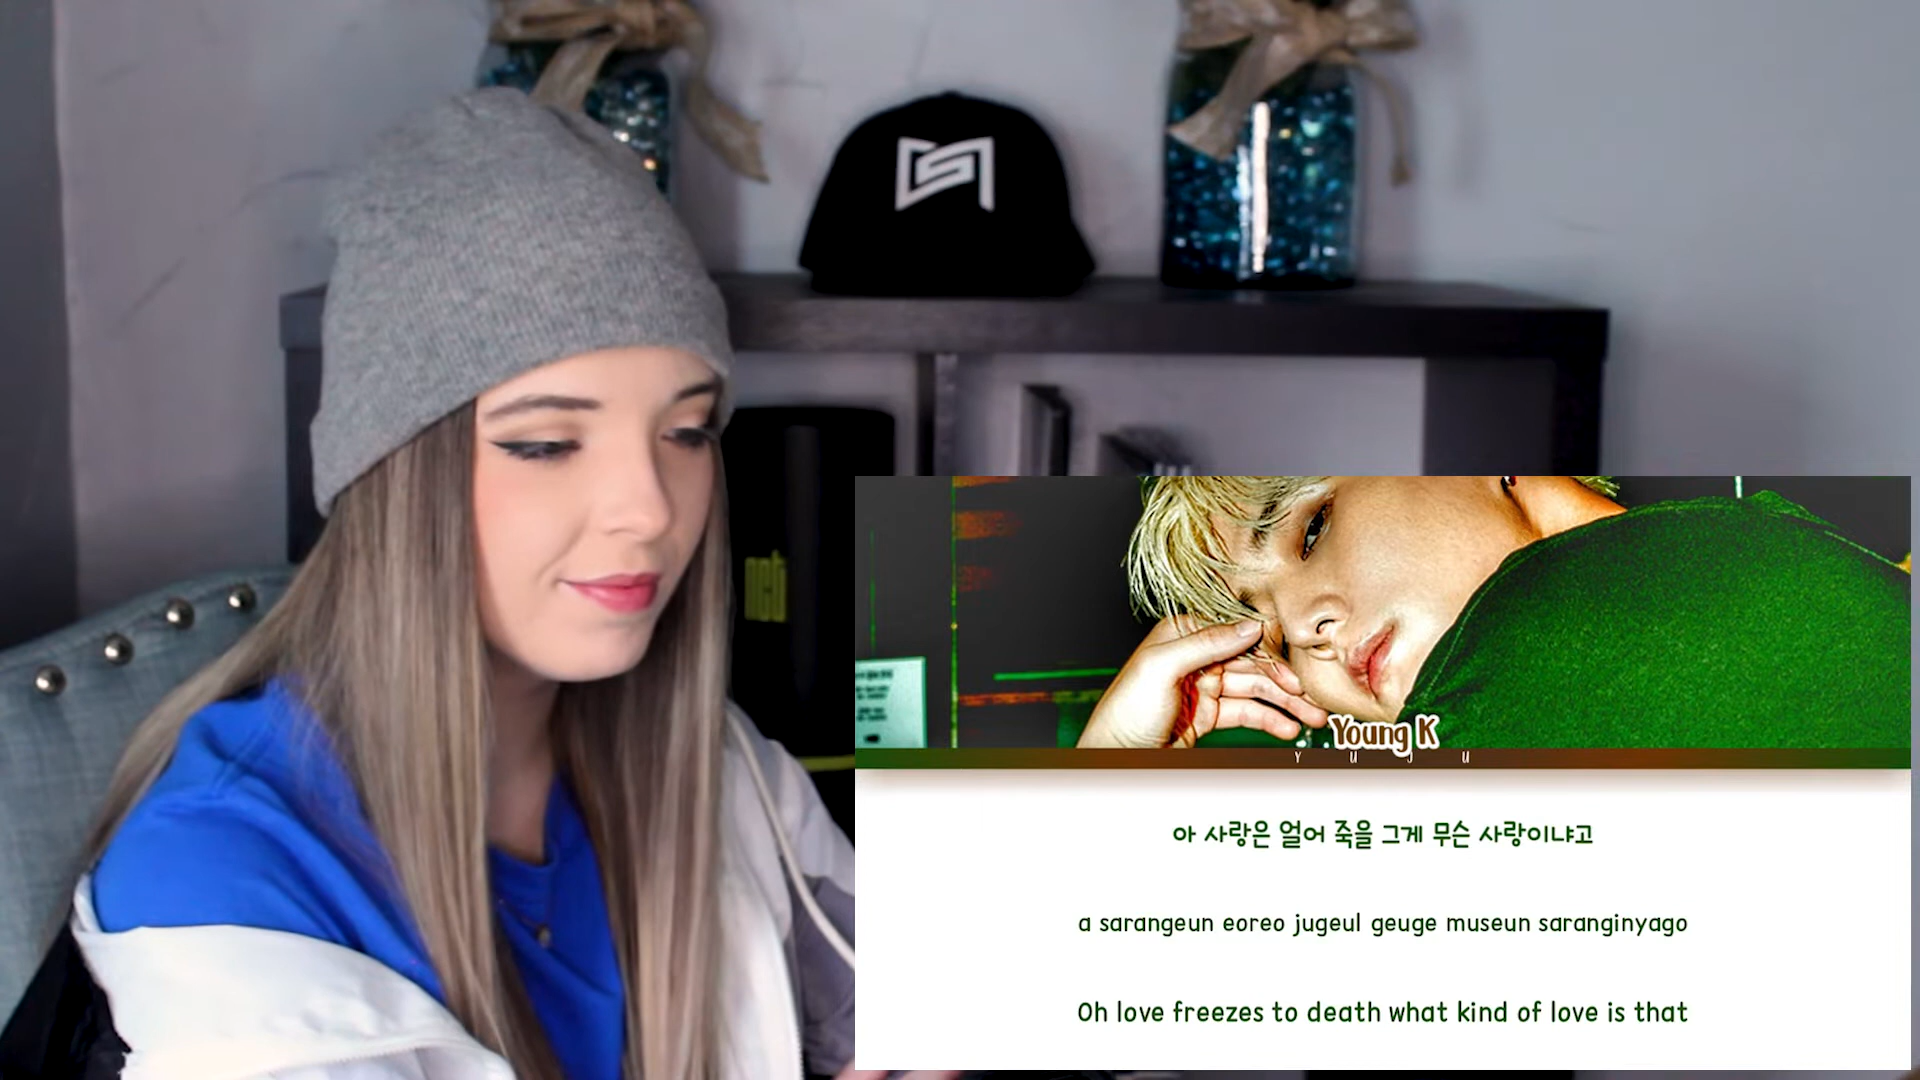 Young K
Y U J U
아 사랑은 얼어 죽을 그게 무슨 사랑이냐고
a sarangeun eoreo jugeul geuge museun saranginyago
Oh love freezes to death what kind of love is that